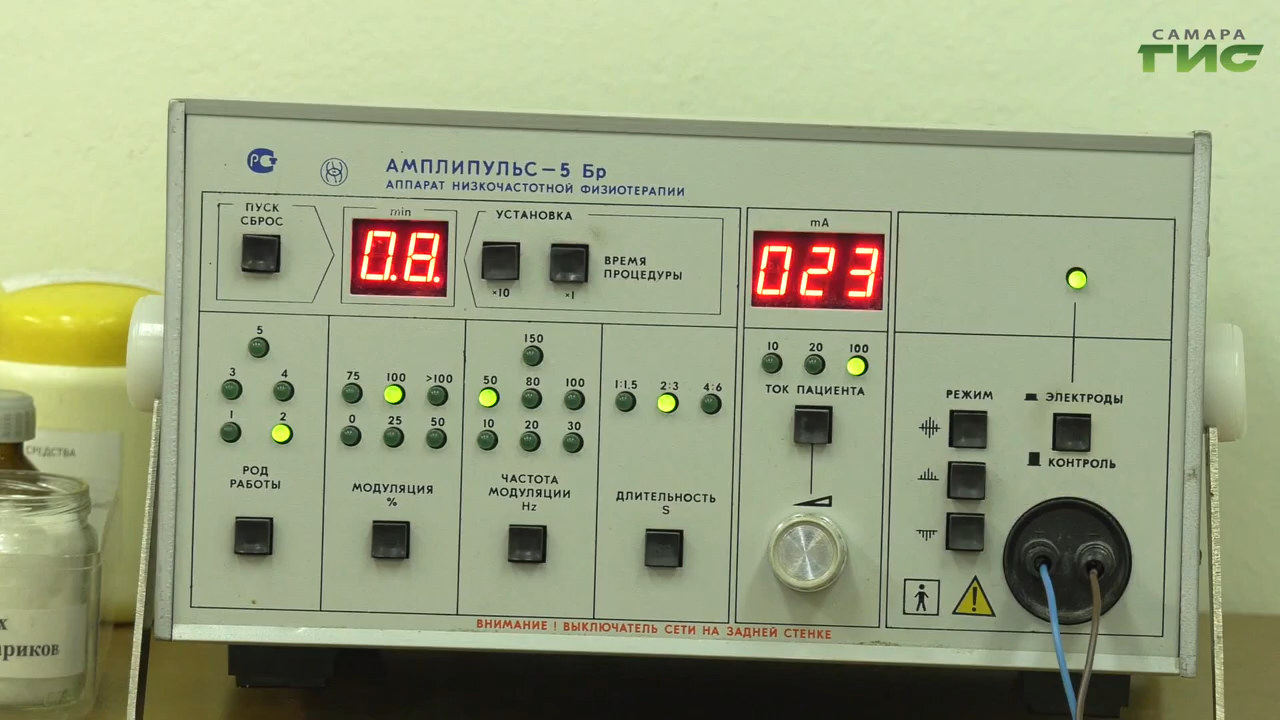 САМАРА
ГИС
РС
АМПЛИПУЛЬС-5 Бр
АППАРАТ НИЗКОЧАСТОТНОЙ ФИЗИОТЕРАПИИ
ПУСК
СБРОС
min
0.8.
УСТАНОВКА
×10
×1
ВРЕМЯ
ПРОЦЕДУРЫ
mA
023
5
3 4
1 2
РОД
РАБОТЫ
75 100 >100
0 25 50
МОДУЛЯЦИЯ
%
150
50 80 100
10 20 30
ЧАСТОТА
МОДУЛЯЦИИ
Hz
1:1,5 2:3 4:6
ДЛИТЕЛЬНОСТЬ
S
10 20 100
ТОК ПАЦИЕНТА
РЕЖИМ
ЭЛЕКТРОДЫ
КОНТРОЛЬ
ВНИМАНИЕ ! ВЫКЛЮЧАТЕЛЬ СЕТИ НА ЗАДНЕЙ СТЕНКЕ
СРЕДСТВА
х
ариков